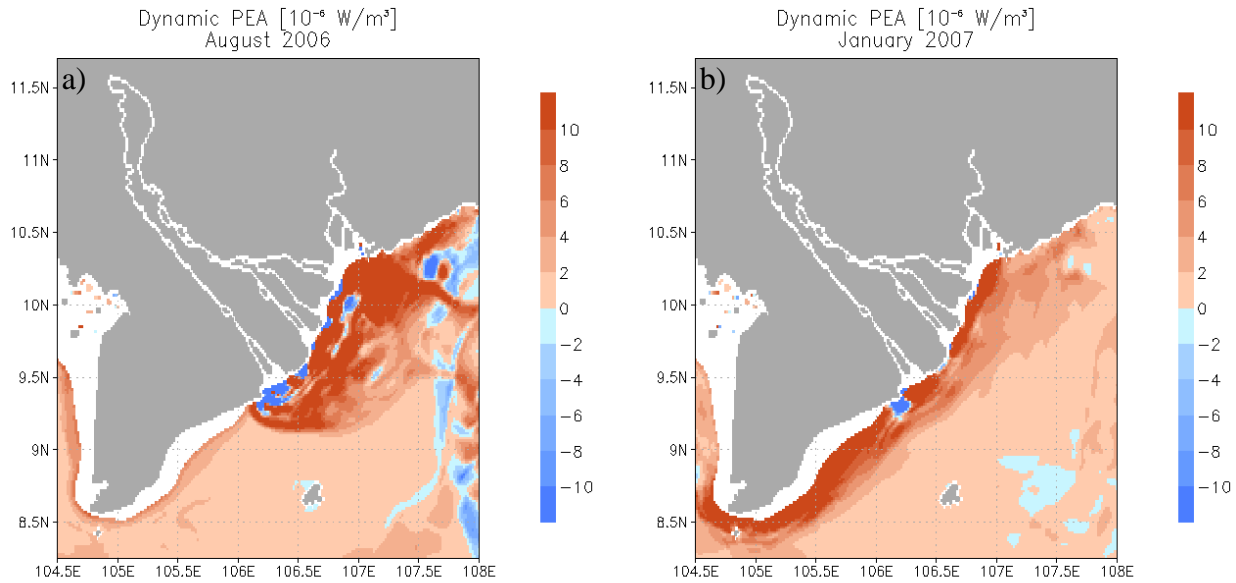 Dynamic PEA [10⁻⁶ W/m³]
August 2006
a)
11.5N
11N
10.5N
10N
9.5N
9N
8.5N
104.5E 105E 105.5E 106E 106.5E 107E 107.5E 108E
10
8
6
4
2
0
−2
−4
−6
−8
−10
Dynamic PEA [10⁻⁶ W/m³]
January 2007
b)
11.5N
11N
10.5N
10N
9.5N
9N
8.5N
104.5E 105E 105.5E 106E 106.5E 107E 107.5E 108E
10
8
6
4
2
0
−2
−4
−6
−8
−10